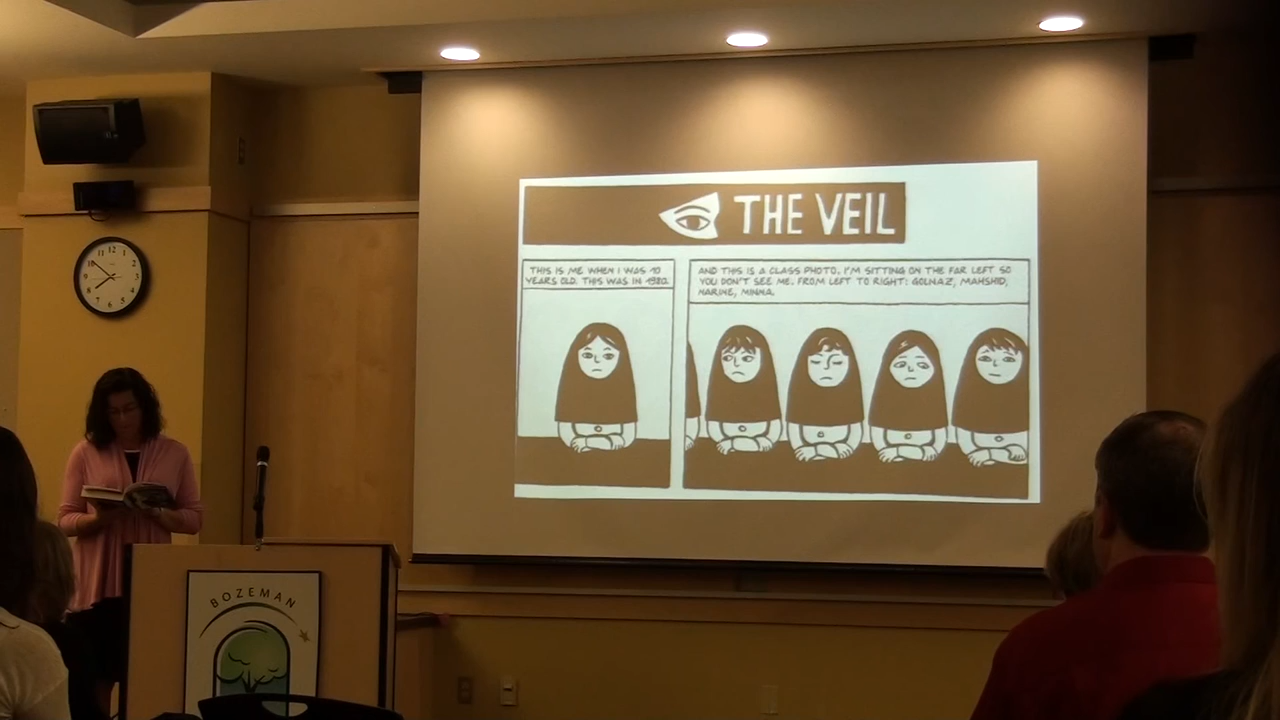 THE VEIL
THIS IS ME WHEN I WAS 10
YEARS OLD. THIS WAS IN 1980.
AND THIS IS A CLASS PHOTO. I'M SITTING ON THE FAR LEFT SO
YOU DON'T SEE ME. FROM LEFT TO RIGHT: GOLNAZ, MAHSHID,
NARINE, MINNA.
BOZEMAN